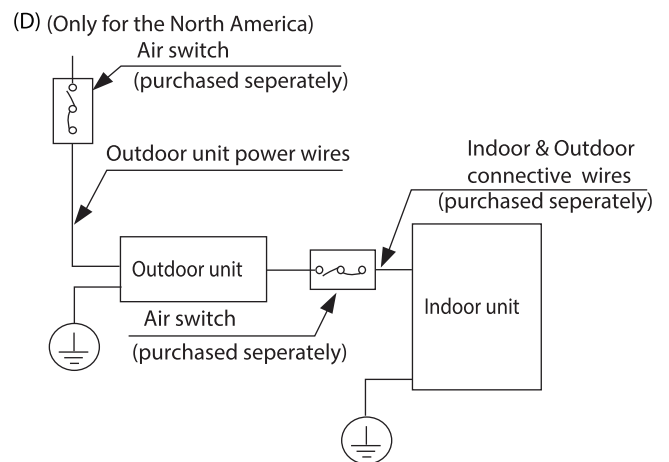 (D) (Only for the North America)
Air switch
(purchased seperately)
Outdoor unit power wires
Indoor & Outdoor
connective wires
(purchased seperately)
Outdoor unit
Indoor unit
Air switch
(purchased seperately)